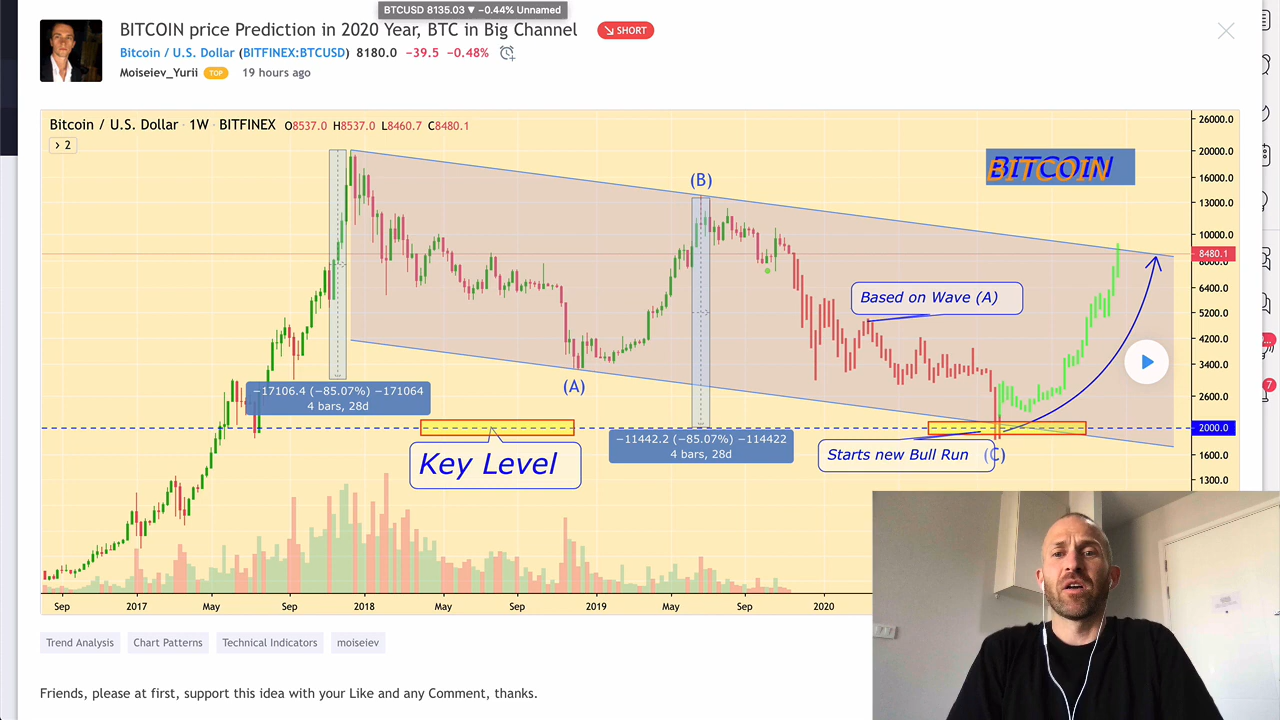 BTCUSD 8135.03 ▼ −0.44% Unnamed
BITCOIN price Prediction in 2020 Year, BTC in Big Channel
SHORT
Bitcoin / U.S. Dollar (BITFINEX:BTCUSD) 8180.0 −39.5 −0.48%
Moiseiev_Yurii TOP 19 hours ago
Bitcoin / U.S. Dollar · 1W · BITFINEX O8537.0 H8537.0 L8460.7 C8480.1
> 2
BITCOIN
BITCOIN
(B)
Based on Wave (A)
(A)
−17106.4 (−85.07%) −171064
4 bars, 28d
−11442.2 (−85.07%) −114422
4 bars, 28d
Key Level
Starts new Bull Run
(C)
26000.0
20000.0
16000.0
13000.0
10000.0
8480.1
8000.0
6400.0
5200.0
4200.0
3400.0
2600.0
2000.0
1600.0
1300.0
Sep 2017 May Sep 2018 May Sep 2019 May Sep 2020
Trend Analysis Chart Patterns Technical Indicators moiseiev
Friends, please at first, support this idea with your Like and any Comment, thanks.
7